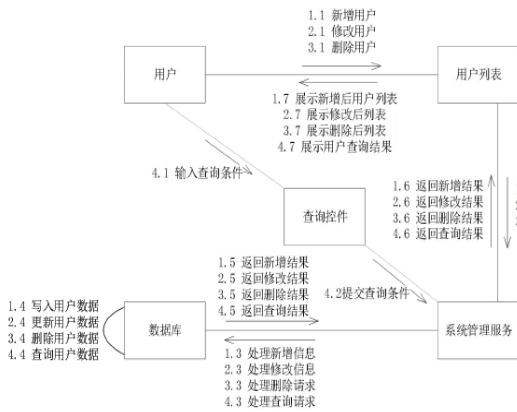 1.1 新增用户
2.1 修改用户
3.1 删除用户
用户
用户列表
1.7 展示新增后用户列表
2.7 展示修改后列表
3.7 展示删除后列表
4.7 展示用户查询结果
4.1 输入查询条件
1.6 返回新增结果
2.6 返回修改结果
3.6 返回删除结果
4.6 返回查询结果
查询控件
1.5 返回新增结果
2.5 返回修改结果
3.5 返回删除结果
4.5 返回查询结果
4.2提交查询条件
1.4 写入用户数据
2.4 更新用户数据
3.4 删除用户数据
4.4 查询用户数据
数据库
系统管理服务
1.3 处理新增信息
2.3 处理修改信息
3.3 处理删除请求
4.3 处理查询请求